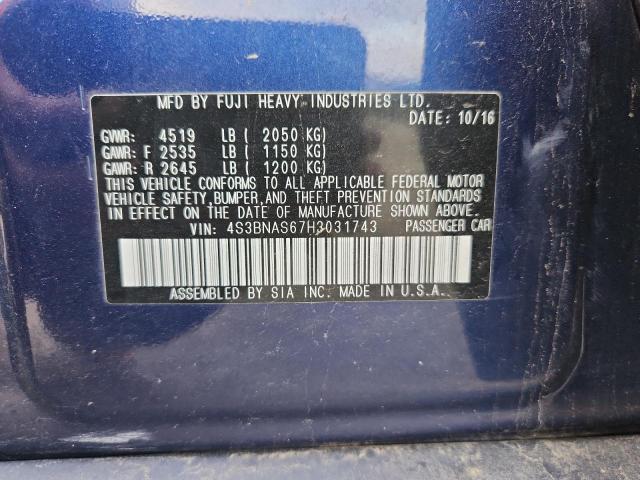 MFD BY FUJI HEAVY INDUSTRIES LTD.
DATE: 10/16
GVWR: 4519 LB ( 2050 KG)
GAWR: F 2535 LB ( 1150 KG)
GAWR: R 2645 LB ( 1200 KG)
THIS VEHICLE CONFORMS TO ALL APPLICABLE FEDERAL MOTOR
VEHICLE SAFETY, BUMPER, AND THEFT PREVENTION STANDARDS
IN EFFECT ON THE DATE OF MANUFACTURE SHOWN ABOVE.
VIN: 4S3BNAS67H3031743 PASSENGER CAR
ASSEMBLED BY SIA INC. MADE IN U.S.A.